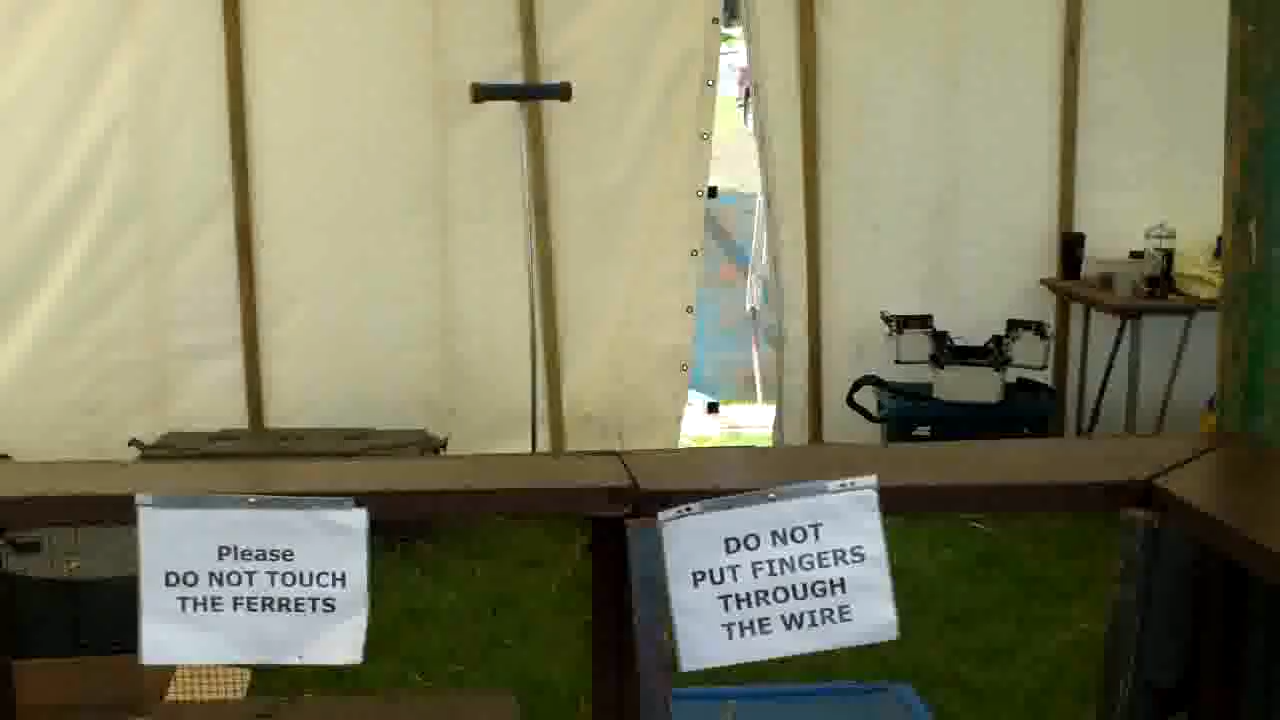 Please
DO NOT TOUCH
THE FERRETS
DO NOT
PUT FINGERS
THROUGH
THE WIRE